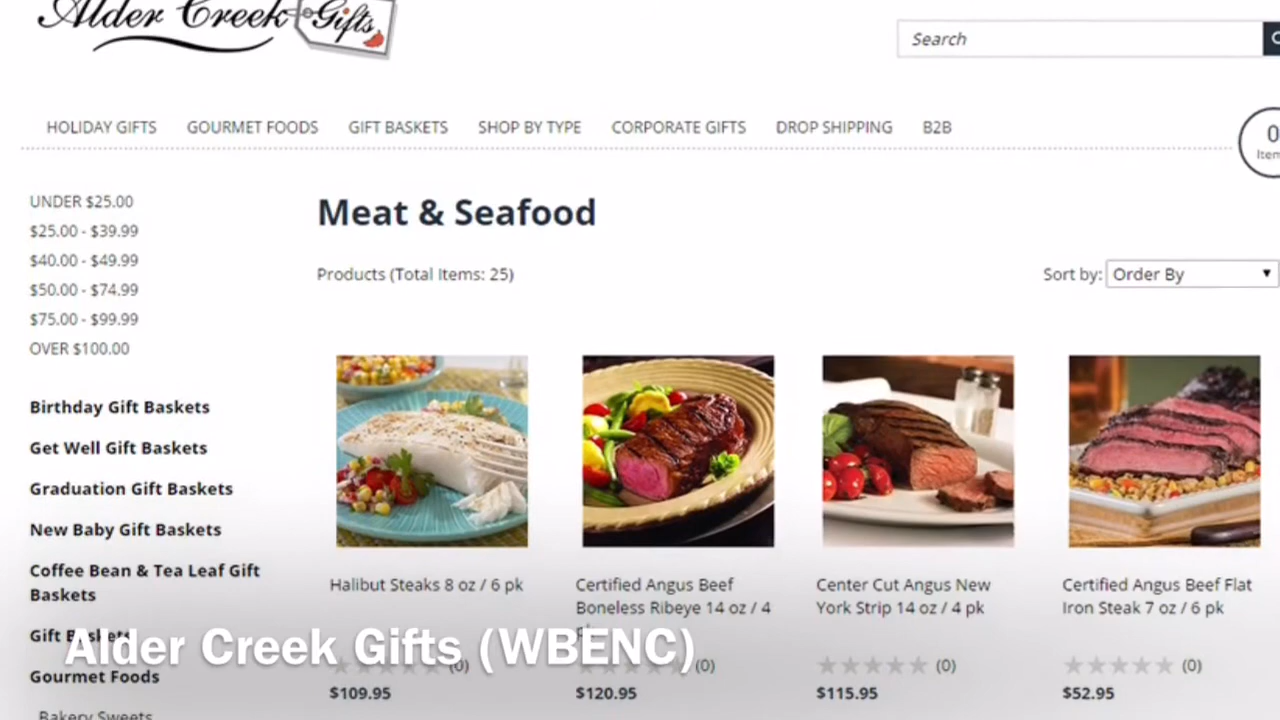 Alder Creek Gifts
Search
HOLIDAY GIFTS GOURMET FOODS GIFT BASKETS SHOP BY TYPE CORPORATE GIFTS DROP SHIPPING B2B
0
Item
UNDER $25.00
$25.00 - $39.99
$40.00 - $49.99
$50.00 - $74.99
$75.00 - $99.99
OVER $100.00
Birthday Gift Baskets
Get Well Gift Baskets
Graduation Gift Baskets
New Baby Gift Baskets
Coffee Bean & Tea Leaf Gift
Baskets
Gift Baskets
Gourmet Foods
Bakery Sweets
Meat & Seafood
Products (Total Items: 25)
Sort by: Order By
Halibut Steaks 8 oz / 6 pk
(0)
$109.95
Certified Angus Beef
Boneless Ribeye 14 oz / 4
(0)
$120.95
Center Cut Angus New
York Strip 14 oz / 4 pk
(0)
$115.95
Certified Angus Beef Flat
Iron Steak 7 oz / 6 pk
(0)
$52.95
Alder Creek Gifts (WBENC)